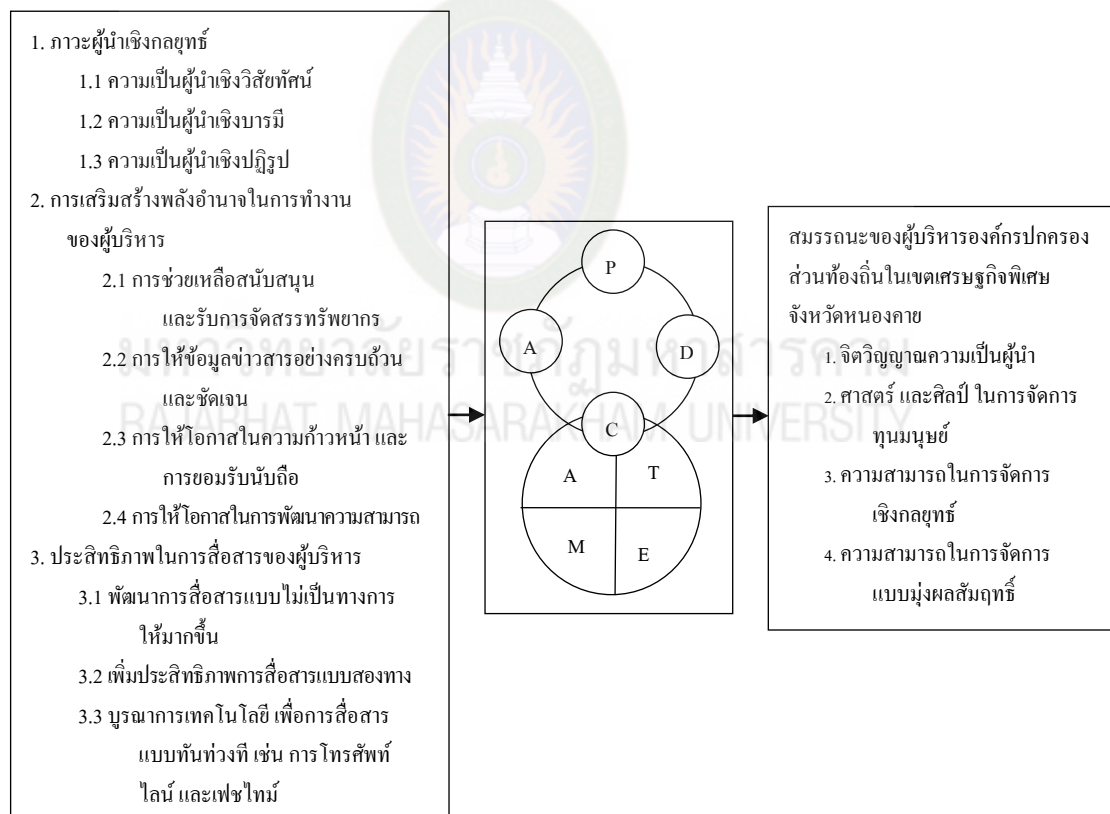 1. ภาวะผู้นำเชิงกลยุทธ์
1.1 ความเป็นผู้นำเชิงวิสัยทัศน์
1.2 ความเป็นผู้นำเชิงบารมี
1.3 ความเป็นผู้นำเชิงปฏิรูป
2. การเสริมสร้างพลังอำนาจในการทำงาน
ของผู้บริหาร
2.1 การช่วยเหลือสนับสนุน
และรับการจัดสรรทรัพยากร
2.2 การให้ข้อมูลข่าวสารอย่างครบถ้วน
และชัดเจน
2.3 การให้โอกาสในความก้าวหน้า และ
การยอมรับนับถือ
2.4 การให้โอกาสในการพัฒนาความสามารถ
3. ประสิทธิภาพในการสื่อสารของผู้บริหาร
3.1 พัฒนาการสื่อสารแบบไม่เป็นทางการ
ให้มากขึ้น
3.2 เพิ่มประสิทธิภาพการสื่อสารแบบสองทาง
3.3 บูรณาการเทคโนโลยี เพื่อการสื่อสาร
แบบทันท่วงที เช่น การโทรศัพท์
ไลน์ และเฟซไทม์
P
A
D
C
A
T
M
E
สมรรถนะของผู้บริหารองค์กรปกครอง
ส่วนท้องถิ่นในเขตเศรษฐกิจพิเศษ
จังหวัดหนองคาย
1. จิตวิญญาณความเป็นผู้นำ
2. ศาสตร์ และศิลป์ ในการจัดการ
ทุนมนุษย์
3. ความสามารถในการจัดการ
เชิงกลยุทธ์
4. ความสามารถในการจัดการ
แบบมุ่งผลสัมฤทธิ์
มหาวิทยาลัยราชภัฏมหาสารคาม
RAJABHAT MAHASARAKHAM UNIVERSITY